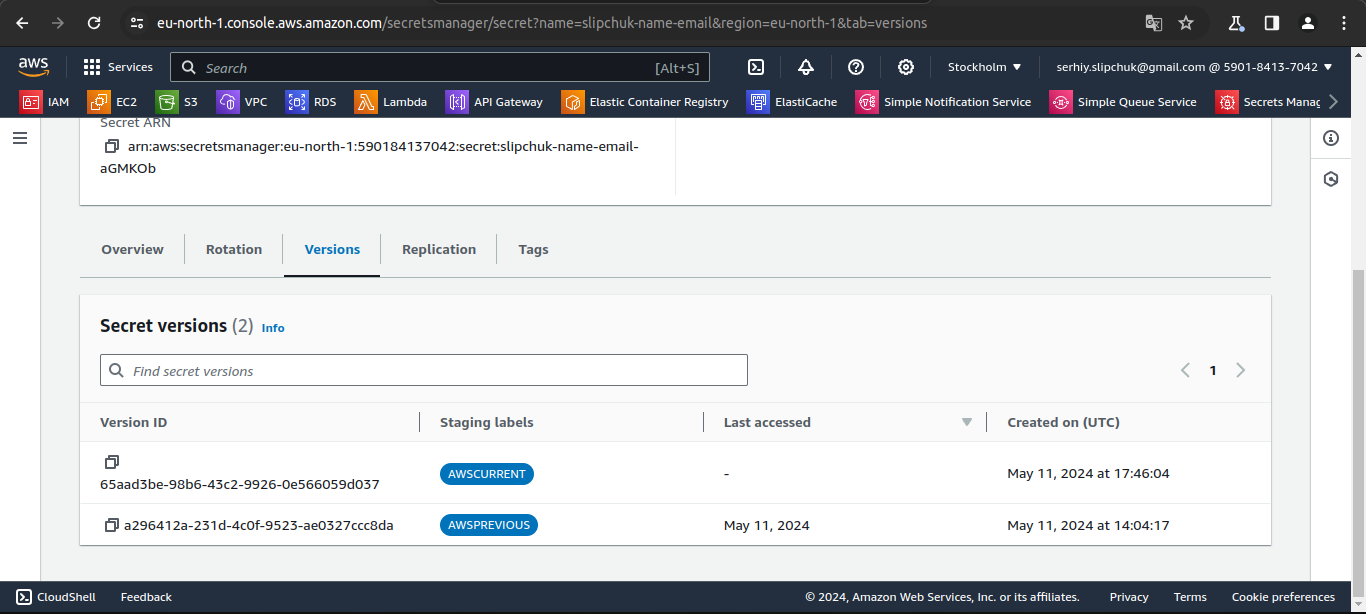 eu-north-1.console.aws.amazon.com/secretsmanager/secret?name=slipchuk-name-email&region=eu-north-1&tab=versions
aws Services Search [Alt+S] Stockholm serhiy.slipchuk@gmail.com @ 5901-8413-7042
IAM EC2 S3 VPC RDS Lambda API Gateway Elastic Container Registry ElastiCache Simple Notification Service Simple Queue Service Secrets Manag
Secret ARN
arn:aws:secretsmanager:eu-north-1:590184137042:secret:slipchuk-name-email-
aGMKOb
Overview Rotation Versions Replication Tags
Secret versions (2) Info
Find secret versions 1
Version ID Staging labels Last accessed Created on (UTC)
65aad3be-98b6-43c2-9926-0e566059d037 AWSCURRENT - May 11, 2024 at 17:46:04
a296412a-231d-4c0f-9523-ae0327ccc8da AWSPREVIOUS May 11, 2024 May 11, 2024 at 14:04:17
CloudShell Feedback © 2024, Amazon Web Services, Inc. or its affiliates. Privacy Terms Cookie preferences